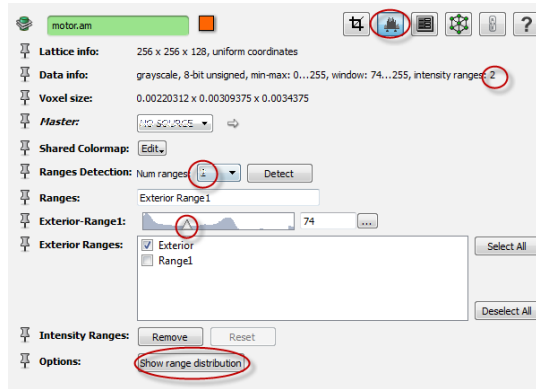 motor.am
?
Lattice info: 256 x 256 x 128, uniform coordinates
Data info: grayscale, 8-bit unsigned, min-max: 0...255, window: 74...255, intensity ranges: 2
Voxel size: 0.00220312 x 0.00309375 x 0.0034375
Master: NO SOURCE
Shared Colormap: Edit
Ranges Detection: Num ranges: 1 Detect
Ranges: Exterior Range1
Exterior-Range1: 74 ...
Exterior Ranges: Exterior Select All
Range1
Deselect All
Intensity Ranges: Remove Reset
Options: Show range distribution